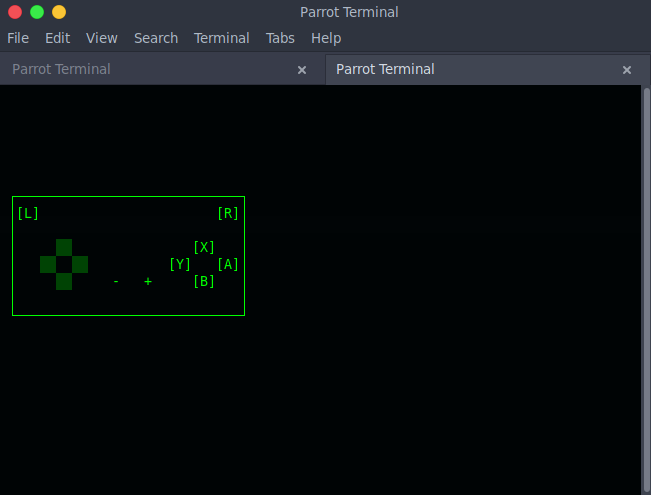 Parrot Terminal
File Edit View Search Terminal Tabs Help
Parrot Terminal × Parrot Terminal ×
[L] [R]
[X]
[Y] [A]
- + [B]